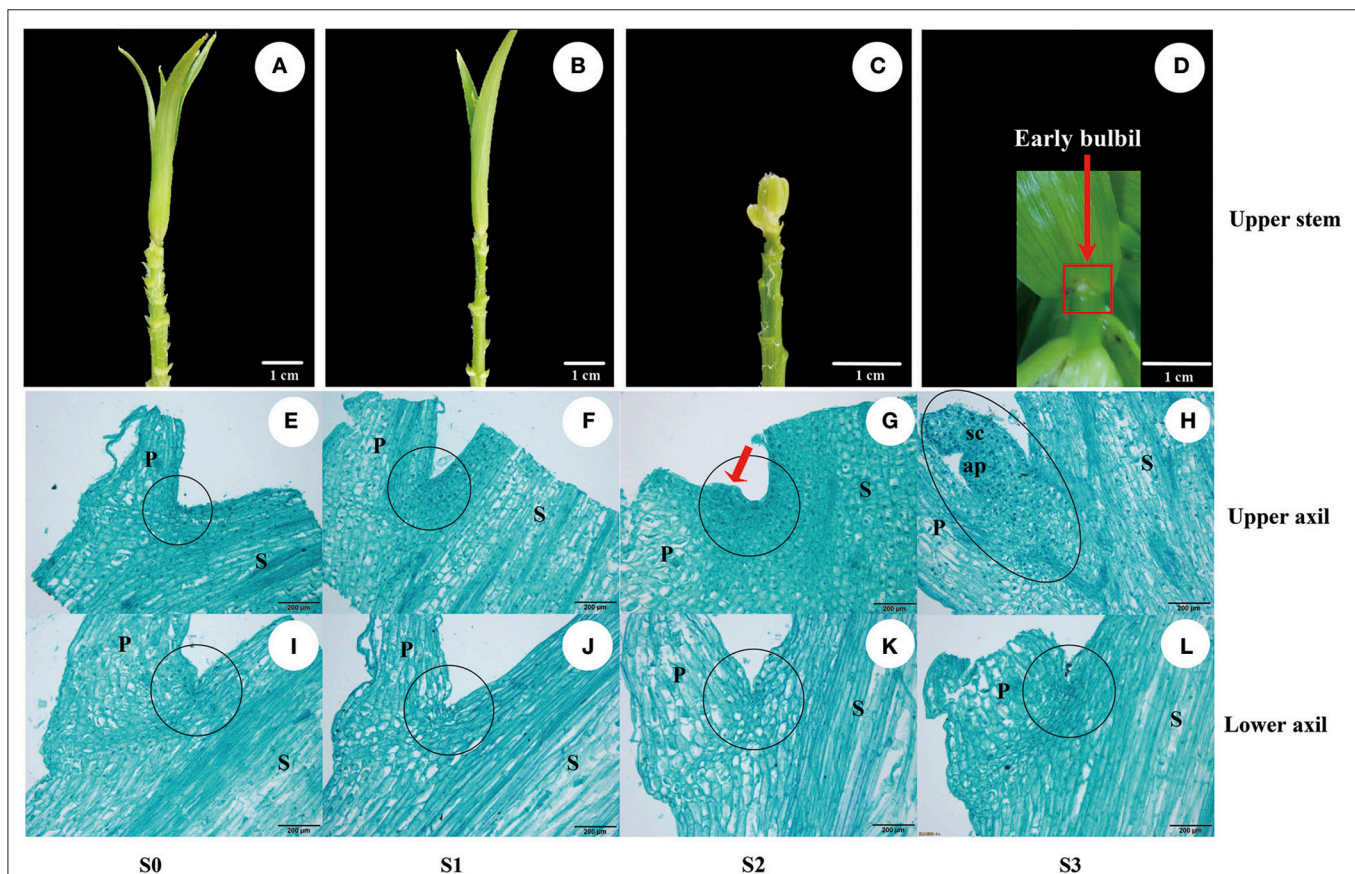 A
B
C
D
Early bulbil
1 cm
1 cm
1 cm
1 cm
Upper stem
E
F
G
H
P
P
P
P
S
S
S
S
sc
ap
200 μm
200 μm
200 μm
200 μm
Upper axil
I
J
K
L
P
P
P
P
S
S
S
S
200 μm
200 μm
200 μm
200 μm
Lower axil
S0
S1
S2
S3